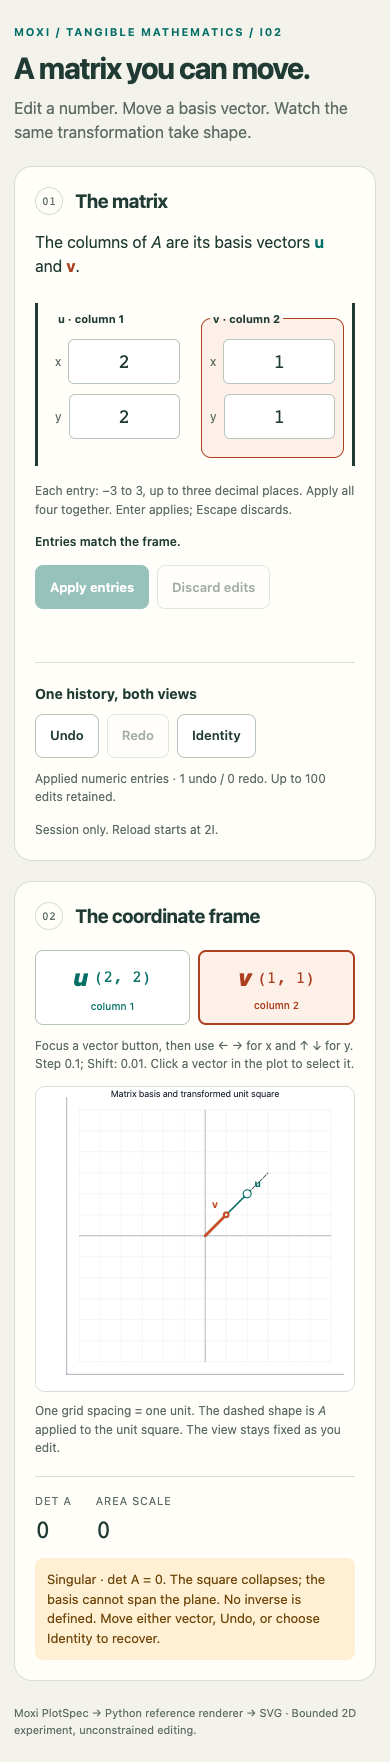 MOXI / TANGIBLE MATHEMATICS / I02
A matrix you can move.
Edit a number. Move a basis vector. Watch the
same transformation take shape.
01 The matrix
The columns of A are its basis vectors u
and v.
u · column 1 v · column 2
x 2 x 1
y 2 y 1
Each entry: −3 to 3, up to three decimal places. Apply all
four together. Enter applies; Escape discards.
Entries match the frame.
Apply entries Discard edits
One history, both views
Undo Redo Identity
Applied numeric entries · 1 undo / 0 redo. Up to 100
edits retained.
Session only. Reload starts at 2I.
02 The coordinate frame
u (2, 2) v (1, 1)
column 1 column 2
Focus a vector button, then use ← → for x and ↑ ↓ for y.
Step 0.1; Shift: 0.01. Click a vector in the plot to select it.
Matrix basis and transformed unit square
u
v
One grid spacing = one unit. The dashed shape is A
applied to the unit square. The view stays fixed as you
edit.
DET A AREA SCALE
0 0
Singular · det A = 0. The square collapses; the
basis cannot span the plane. No inverse is
defined. Move either vector, Undo, or choose
Identity to recover.
Moxi PlotSpec → Python reference renderer → SVG · Bounded 2D
experiment, unconstrained editing.